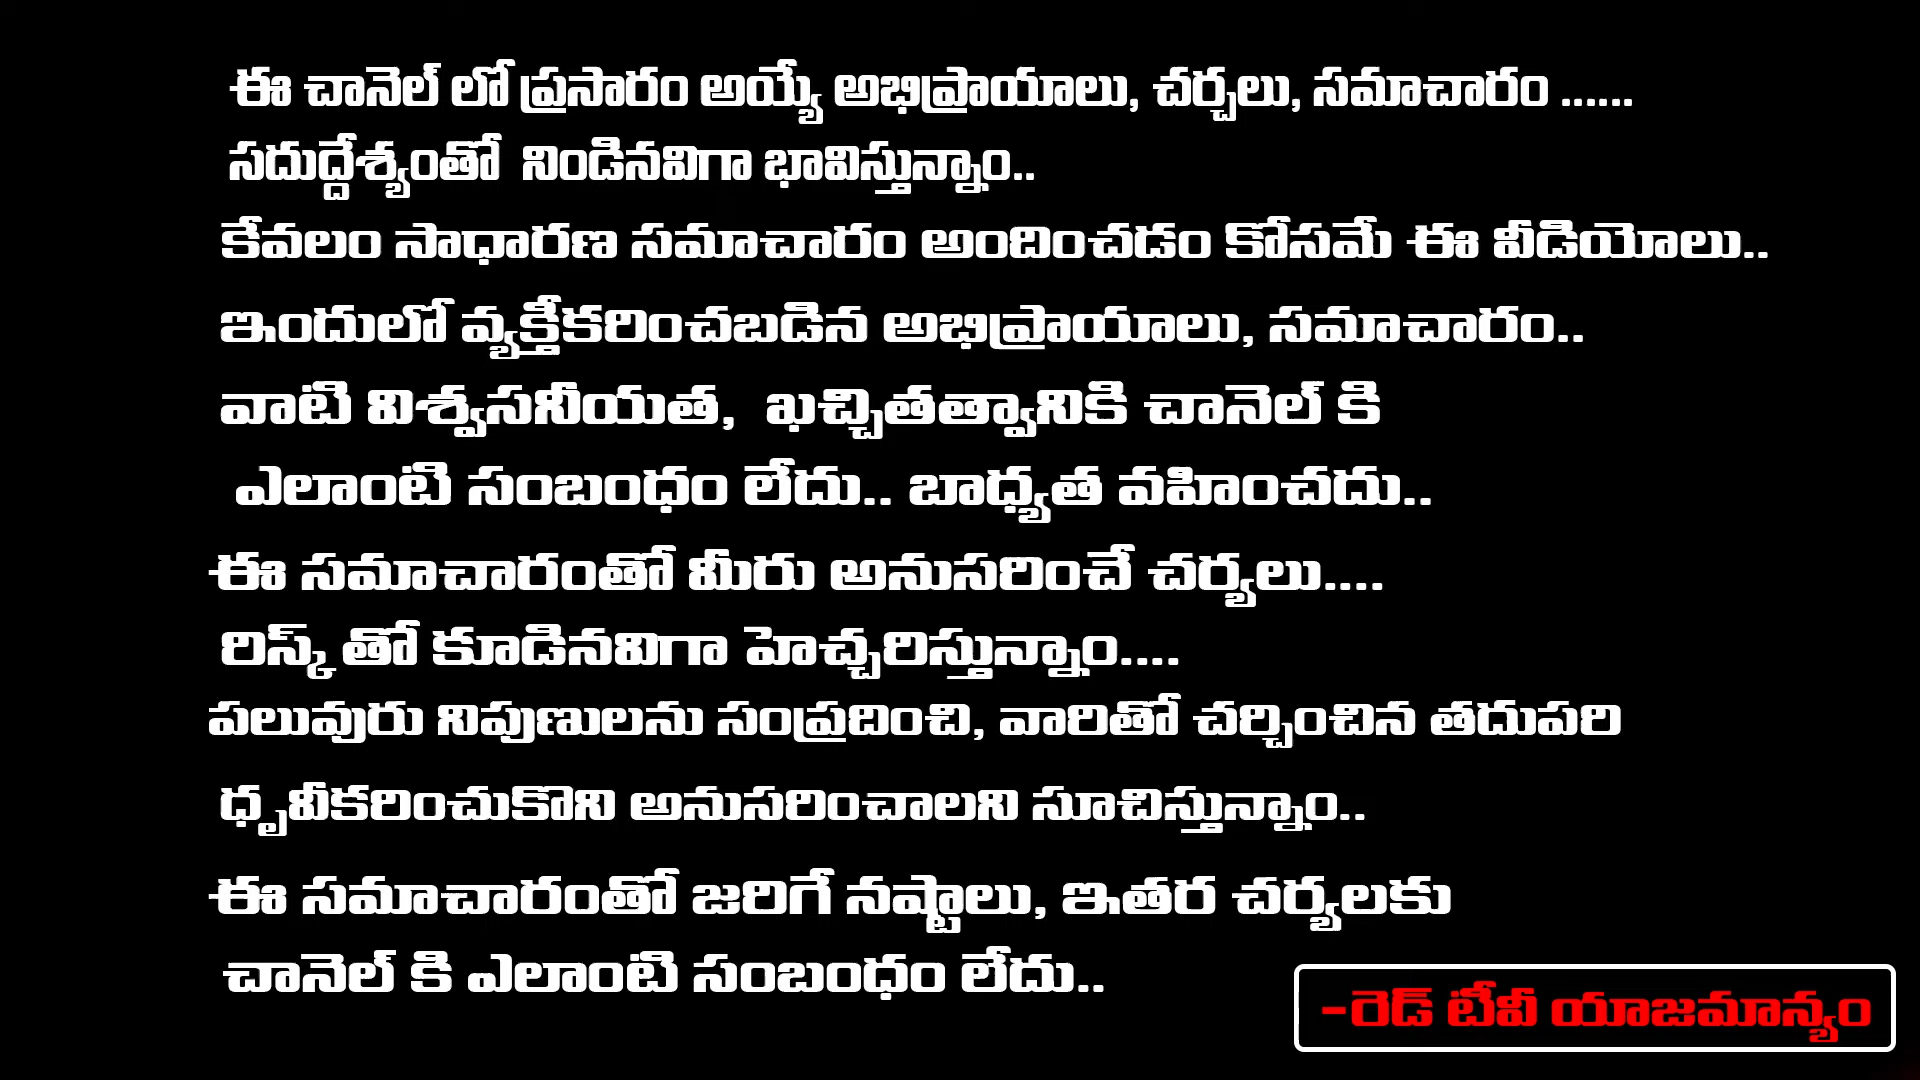 ఈ చానెల్ లో ప్రసారం అయ్యే అభిప్రాయాలు, చర్చలు, సమాచారం ......
సదుద్దేశ్యంతో నిండినవిగా భావిస్తున్నాం..
కేవలం సాధారణ సమాచారం అందించడం కోసమే ఈ వీడియోలు..
ఇందులో వ్యక్తీకరించబడిన అభిప్రాయాలు, సమాచారం..
వాటి విశ్వసనీయత, ఖచ్చితత్వానికి చానెల్ కి
ఎలాంటి సంబంధం లేదు.. బాధ్యత వహించదు..
ఈ సమాచారంతో మీరు అనుసరించే చర్యలు....
రిస్క్ తో కూడినవిగా హెచ్చరిస్తున్నాం....
పలువురు నిపుణులను సంప్రదించి, వారితో చర్చించిన తదుపరి
ధృవీకరించుకొని అనుసరించాలని సూచిస్తున్నాం..
ఈ సమాచారంతో జరిగే నష్టాలు, ఇతర చర్యలకు
చానెల్ కి ఎలాంటి సంబంధం లేదు..
-రెడ్ టీవీ యాజమాన్యం